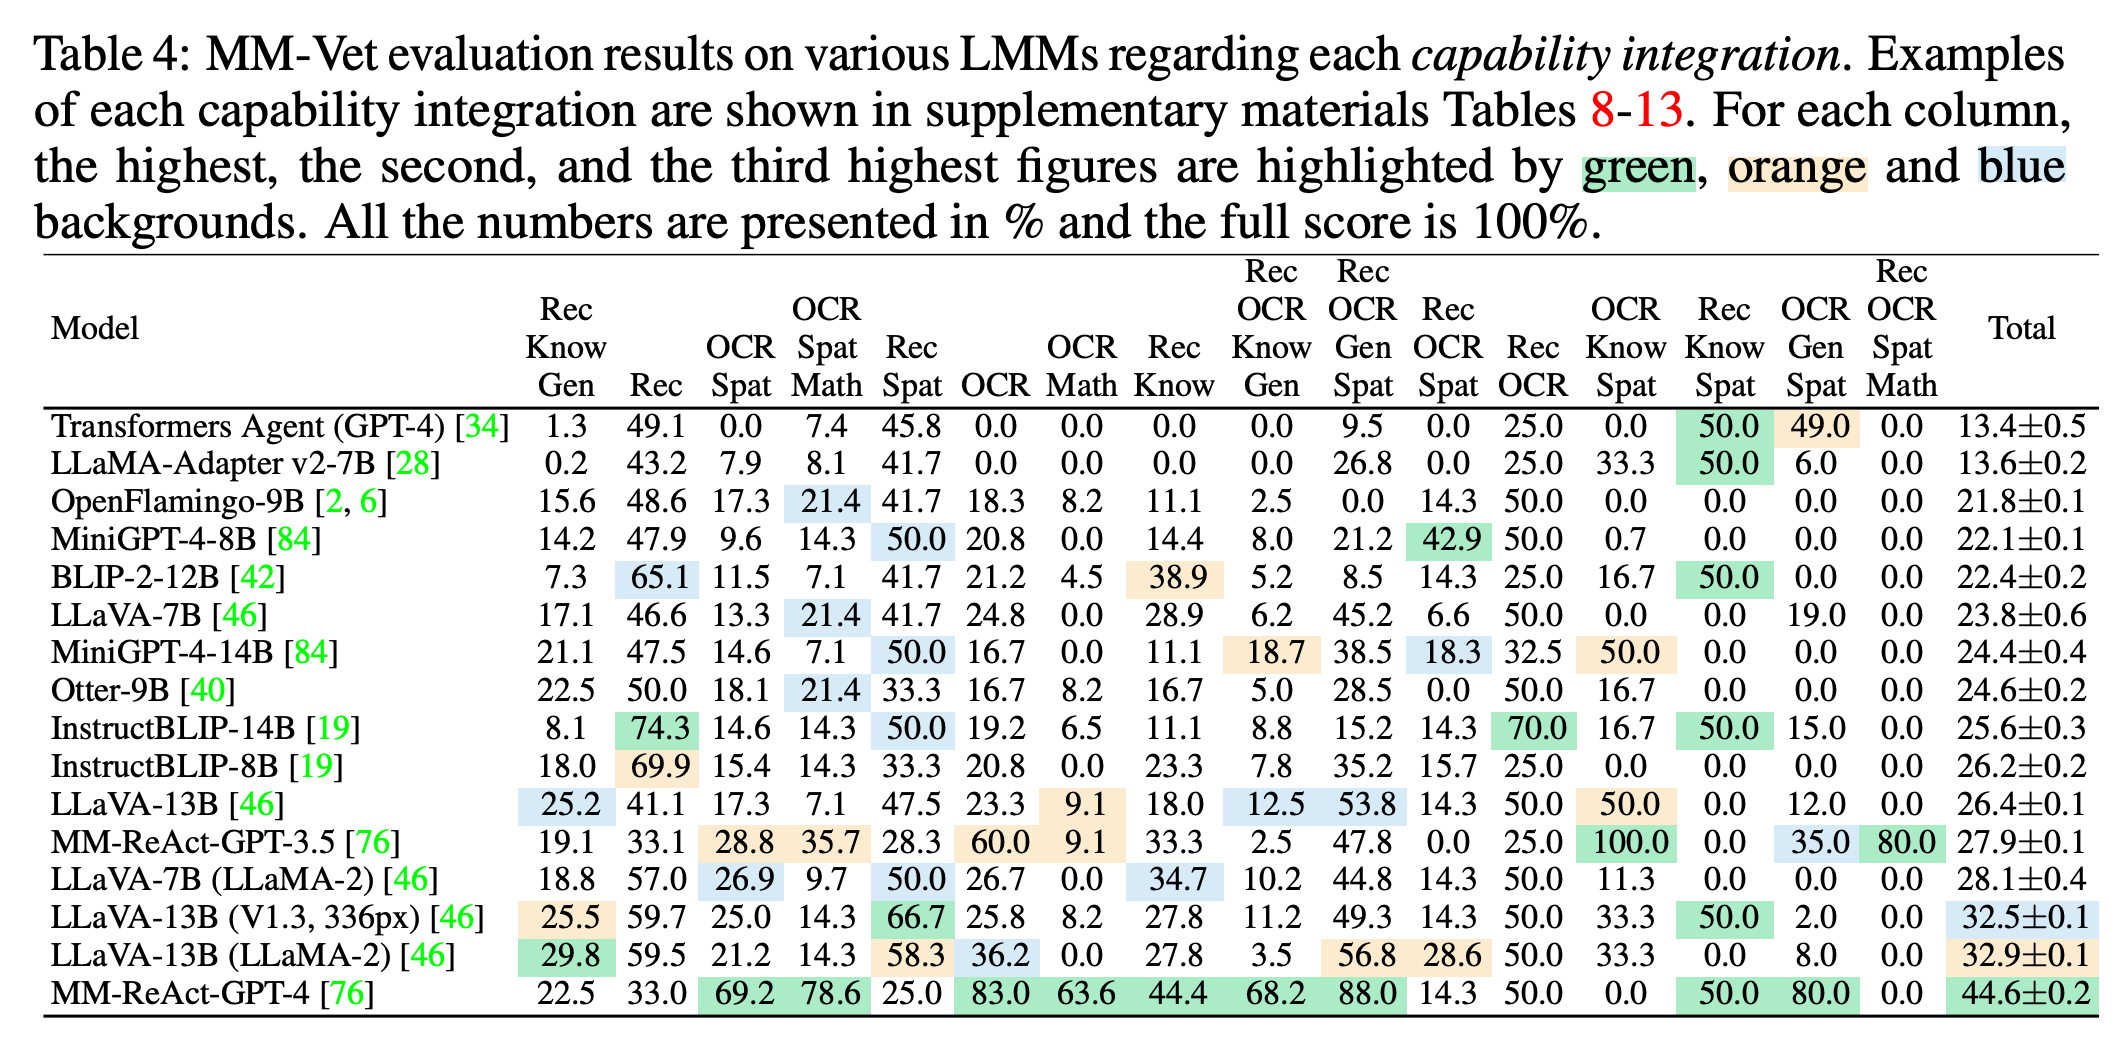 Table 4: MM-Vet evaluation results on various LMMs regarding each capability integration. Examples
of each capability integration are shown in supplementary materials Tables 8-13. For each column,
the highest, the second, and the third highest figures are highlighted by green, orange and blue
backgrounds. All the numbers are presented in % and the full score is 100%.
Rec Rec Rec
Rec OCR OCR OCR Rec OCR Rec OCR OCR
Model Total
Know OCR Spat Rec OCR Rec Know Gen OCR Rec Know Know Gen Spat
Gen Rec Spat Math Spat OCR Math Know Gen Spat Spat OCR Spat Spat Spat Math
Transformers Agent (GPT-4) [34] 1.3 49.1 0.0 7.4 45.8 0.0 0.0 0.0 0.0 9.5 0.0 25.0 0.0 50.0 49.0 0.0 13.4±0.5
LLaMA-Adapter v2-7B [28] 0.2 43.2 7.9 8.1 41.7 0.0 0.0 0.0 0.0 26.8 0.0 25.0 33.3 50.0 6.0 0.0 13.6±0.2
OpenFlamingo-9B [2, 6] 15.6 48.6 17.3 21.4 41.7 18.3 8.2 11.1 2.5 0.0 14.3 50.0 0.0 0.0 0.0 0.0 21.8±0.1
MiniGPT-4-8B [84] 14.2 47.9 9.6 14.3 50.0 20.8 0.0 14.4 8.0 21.2 42.9 50.0 0.7 0.0 0.0 0.0 22.1±0.1
BLIP-2-12B [42] 7.3 65.1 11.5 7.1 41.7 21.2 4.5 38.9 5.2 8.5 14.3 25.0 16.7 50.0 0.0 0.0 22.4±0.2
LLaVA-7B [46] 17.1 46.6 13.3 21.4 41.7 24.8 0.0 28.9 6.2 45.2 6.6 50.0 0.0 0.0 19.0 0.0 23.8±0.6
MiniGPT-4-14B [84] 21.1 47.5 14.6 7.1 50.0 16.7 0.0 11.1 18.7 38.5 18.3 32.5 50.0 0.0 0.0 0.0 24.4±0.4
Otter-9B [40] 22.5 50.0 18.1 21.4 33.3 16.7 8.2 16.7 5.0 28.5 0.0 50.0 16.7 0.0 0.0 0.0 24.6±0.2
InstructBLIP-14B [19] 8.1 74.3 14.6 14.3 50.0 19.2 6.5 11.1 8.8 15.2 14.3 70.0 16.7 50.0 15.0 0.0 25.6±0.3
InstructBLIP-8B [19] 18.0 69.9 15.4 14.3 33.3 20.8 0.0 23.3 7.8 35.2 15.7 25.0 0.0 0.0 0.0 0.0 26.2±0.2
LLaVA-13B [46] 25.2 41.1 17.3 7.1 47.5 23.3 9.1 18.0 12.5 53.8 14.3 50.0 50.0 0.0 12.0 0.0 26.4±0.1
MM-ReAct-GPT-3.5 [76] 19.1 33.1 28.8 35.7 28.3 60.0 9.1 33.3 2.5 47.8 0.0 25.0 100.0 0.0 35.0 80.0 27.9±0.1
LLaVA-7B (LLaMA-2) [46] 18.8 57.0 26.9 9.7 50.0 26.7 0.0 34.7 10.2 44.8 14.3 50.0 11.3 0.0 0.0 0.0 28.1±0.4
LLaVA-13B (V1.3, 336px) [46] 25.5 59.7 25.0 14.3 66.7 25.8 8.2 27.8 11.2 49.3 14.3 50.0 33.3 50.0 2.0 0.0 32.5±0.1
LLaVA-13B (LLaMA-2) [46] 29.8 59.5 21.2 14.3 58.3 36.2 0.0 27.8 3.5 56.8 28.6 50.0 33.3 0.0 8.0 0.0 32.9±0.1
MM-ReAct-GPT-4 [76] 22.5 33.0 69.2 78.6 25.0 83.0 63.6 44.4 68.2 88.0 14.3 50.0 0.0 50.0 80.0 0.0 44.6±0.2